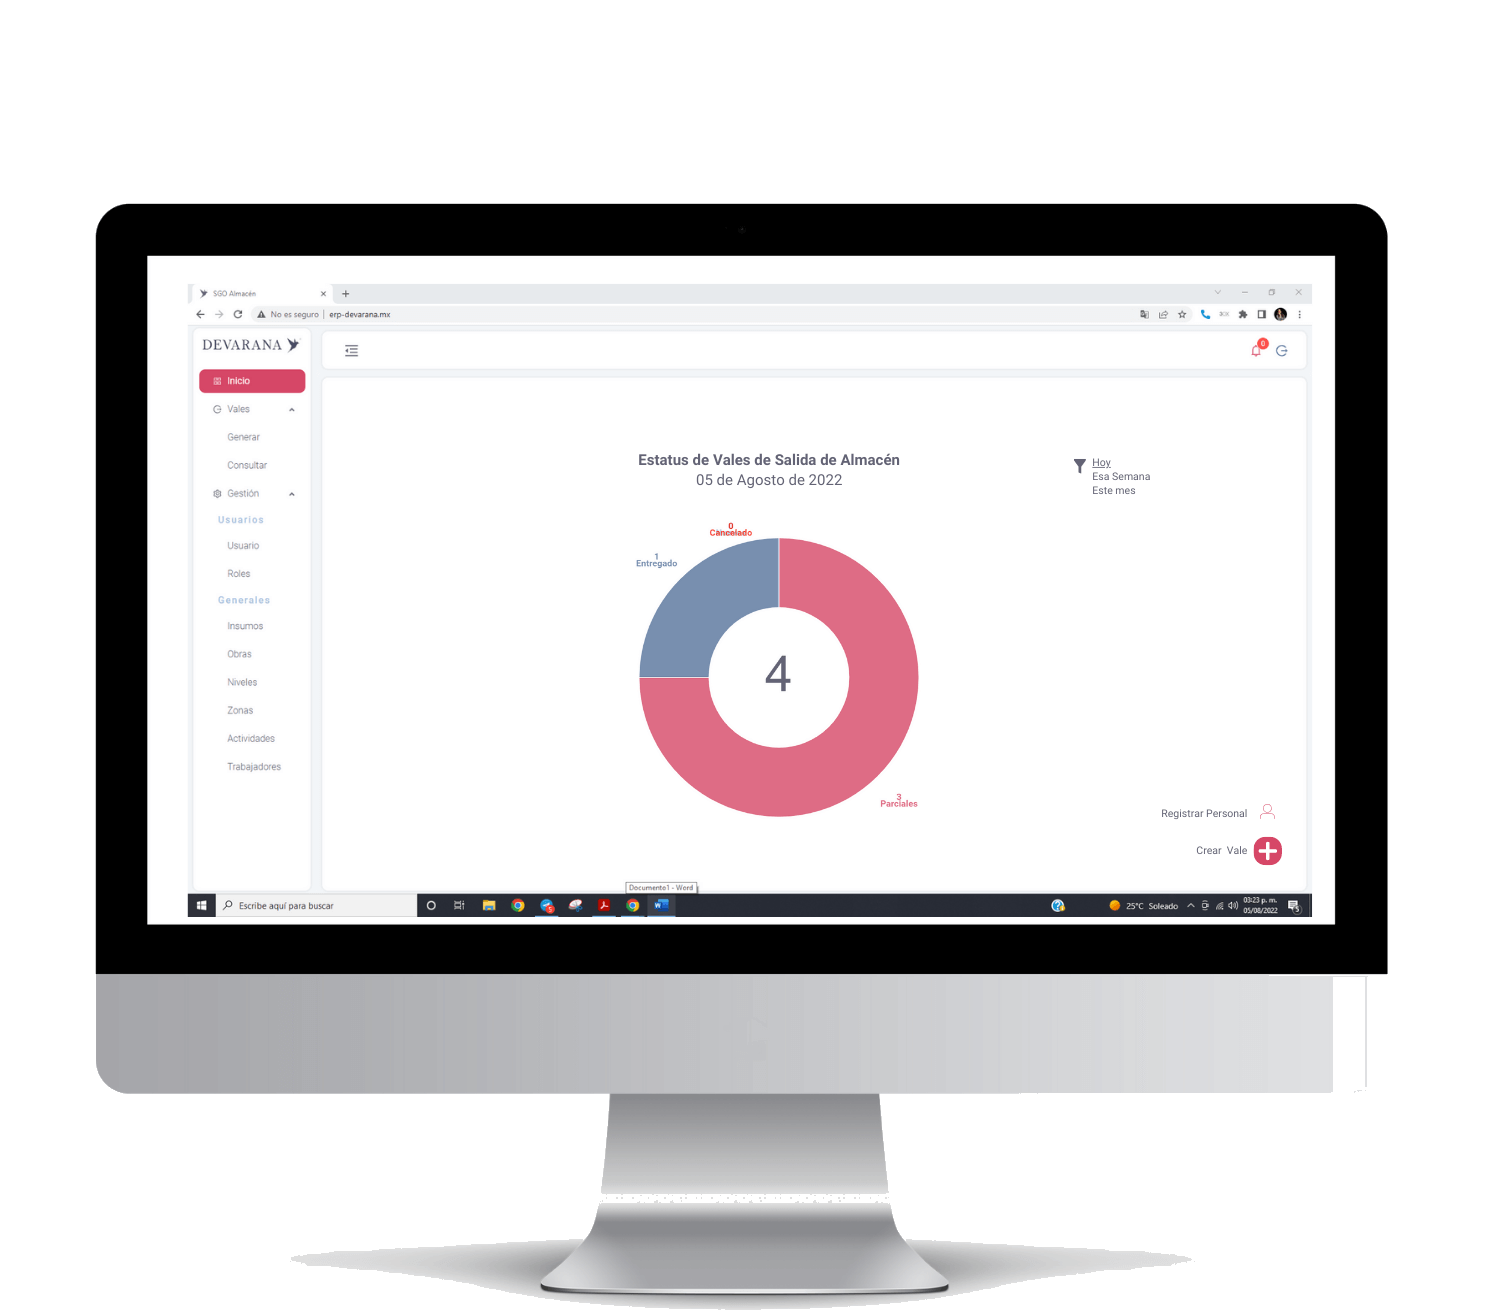 SGO Almacén
No es seguro | erp-devarana.mx
DEVARANA
0
Inicio
Vales
Generar
Consultar
Gestión
Usuarios
Usuario
Roles
Generales
Insumos
Obras
Niveles
Zonas
Actividades
Trabajadores
Estatus de Vales de Salida de Almacén
05 de Agosto de 2022
Hoy
Esa Semana
Este mes
0
Cancelado
1
Entregado
4
3
Parciales
Registrar Personal
Crear Vale
Documento1 - Word
Escribe aquí para buscar
25°C Soleado
03:23 p. m.
05/08/2022